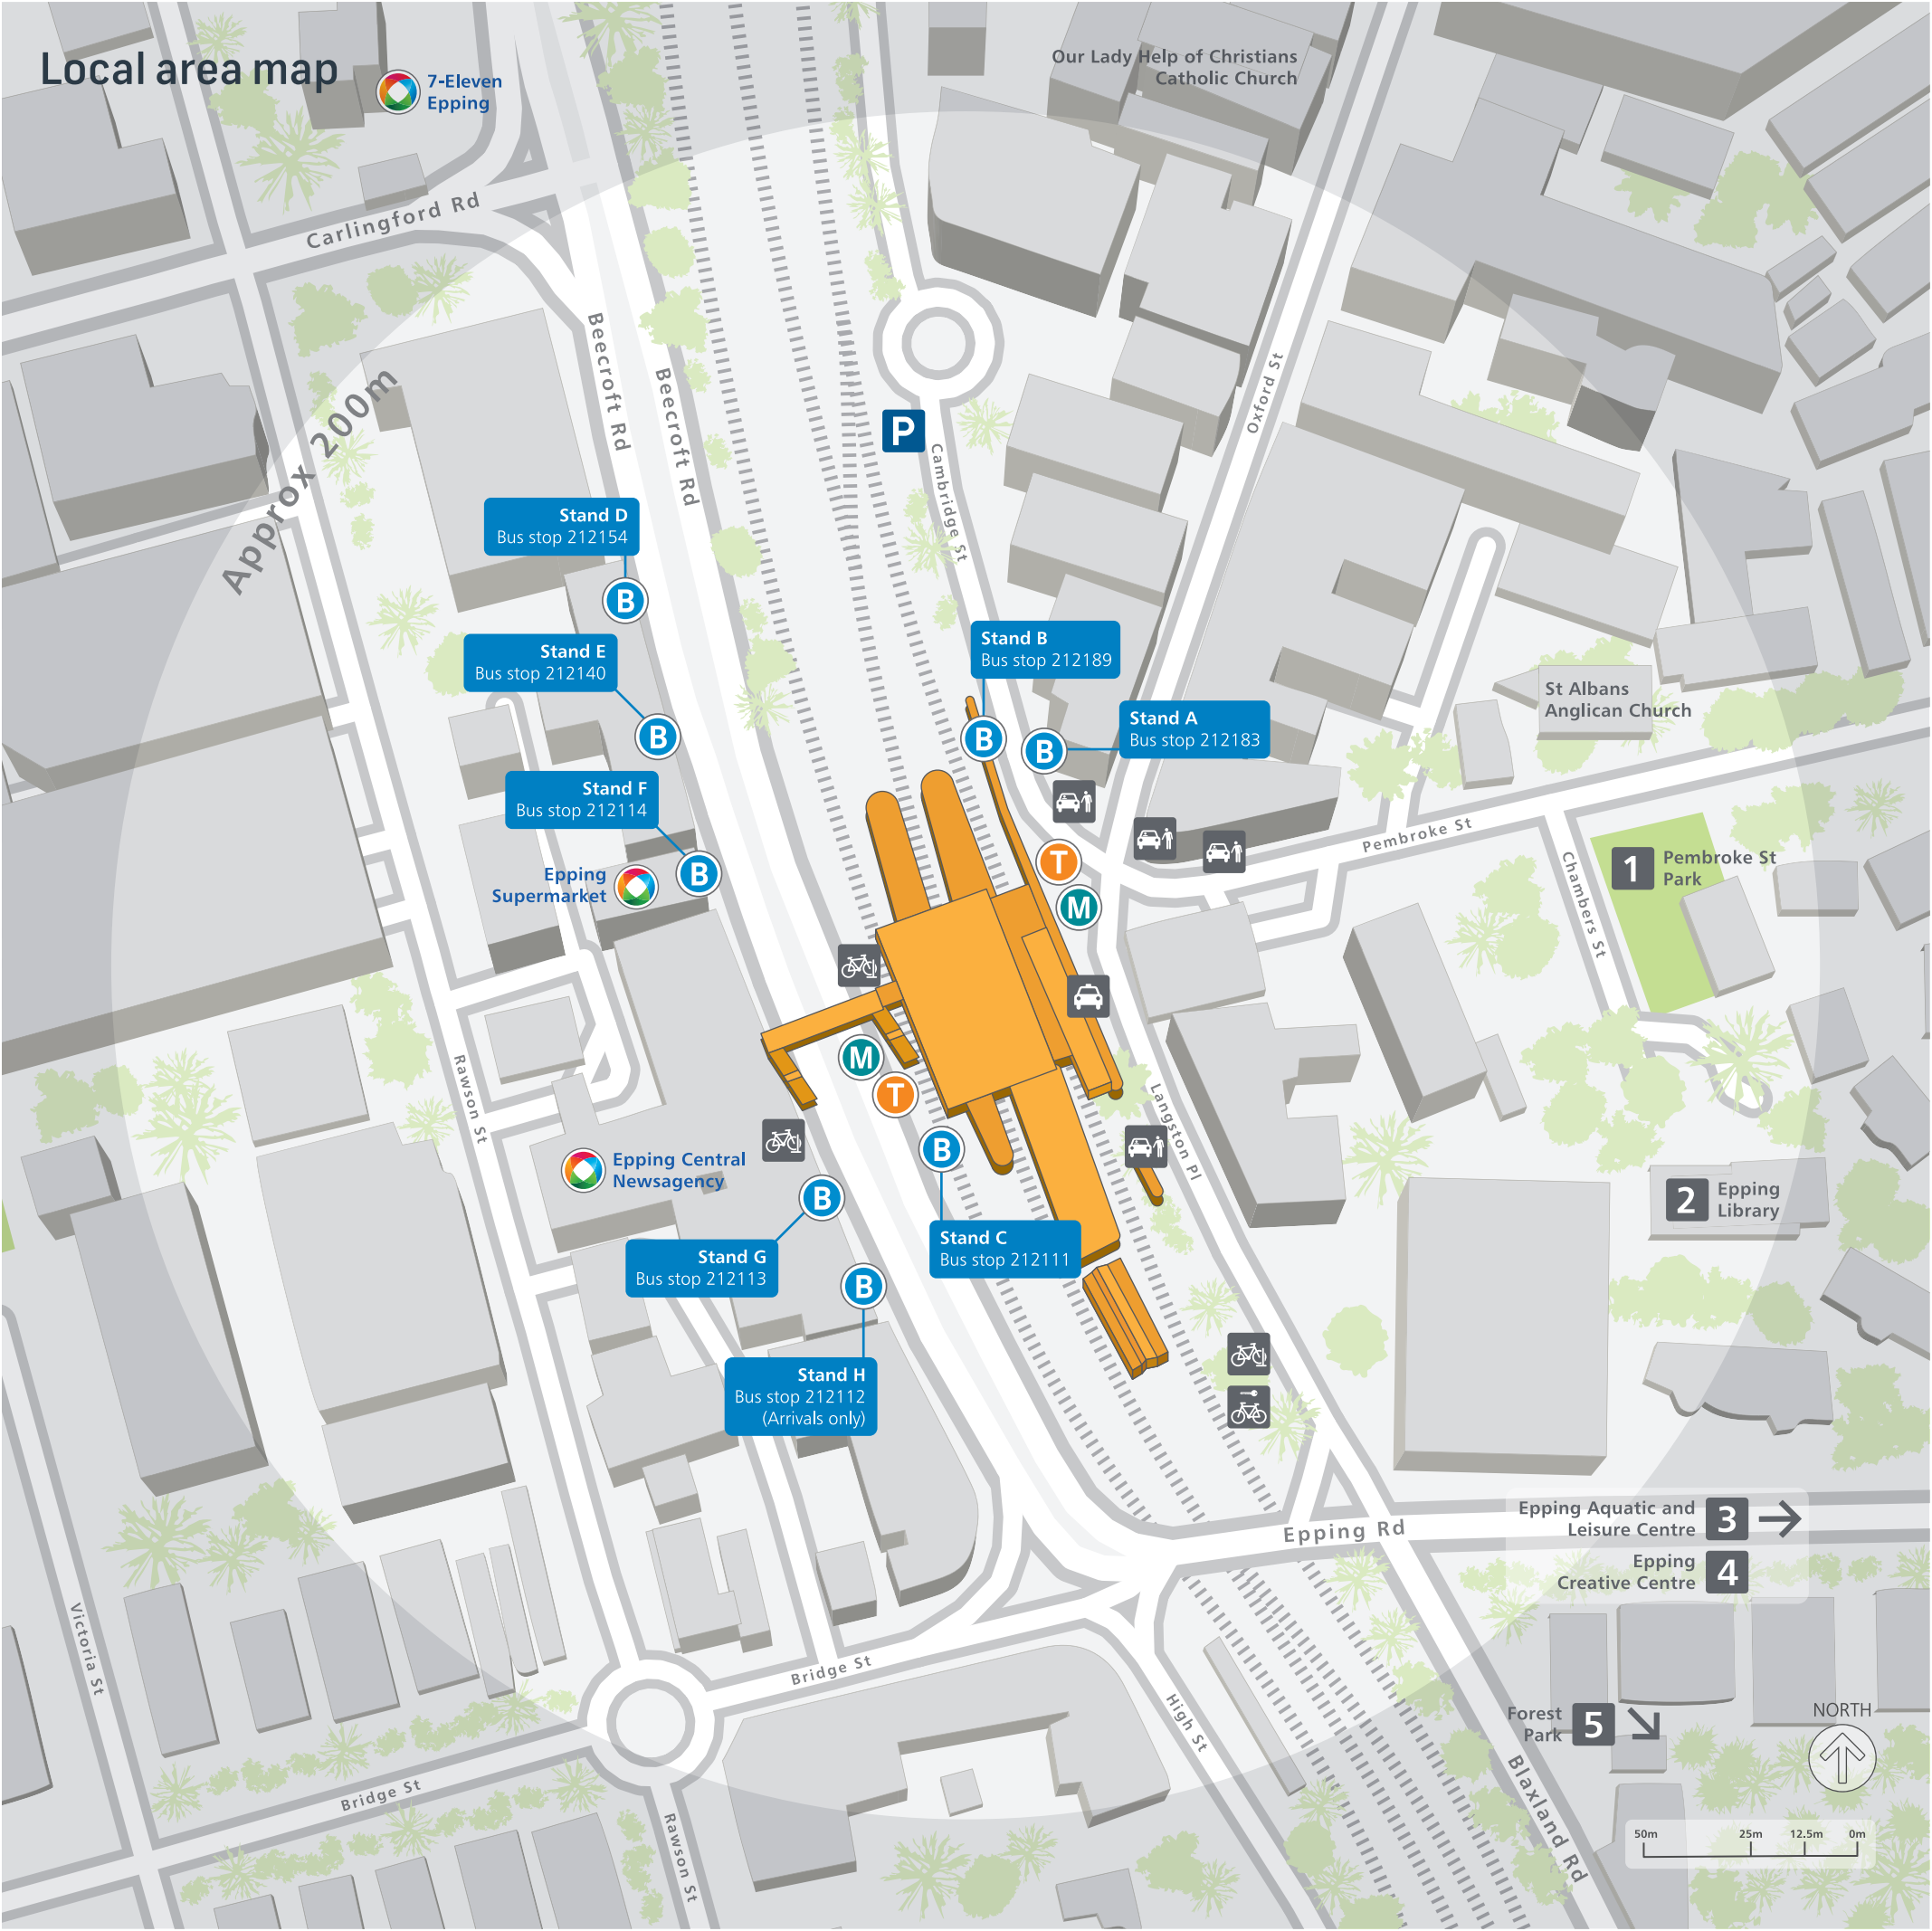 Local area map
7-Eleven
Epping
Our Lady Help of Christians
Catholic Church
Carlingford Rd
Approx 200m
Beecroft Rd
Beecroft Rd
Oxford St
P
Cambridge St
Stand D
Bus stop 212154
B
Stand E
Bus stop 212140
B
Stand B
Bus stop 212189
B
Stand A
Bus stop 212183
B
St Albans
Anglican Church
Stand F
Bus stop 212114
B
Epping
Supermarket
T
M
Pembroke St
Chambers St
1
Pembroke St
Park
M
T
Rawson St
Langston Pl
Epping Central
Newsagency
B
B
Stand C
Bus stop 212111
2
Epping
Library
Stand G
Bus stop 212113
B
Stand H
Bus stop 212112
(Arrivals only)
Epping Rd
Epping Aquatic and
Leisure Centre
3
Epping
Creative Centre
4
Victoria St
Bridge St
High St
Forest
Park
5
NORTH
Bridge St
Rawson St
Blaxland Rd
50m 25m 12.5m 0m